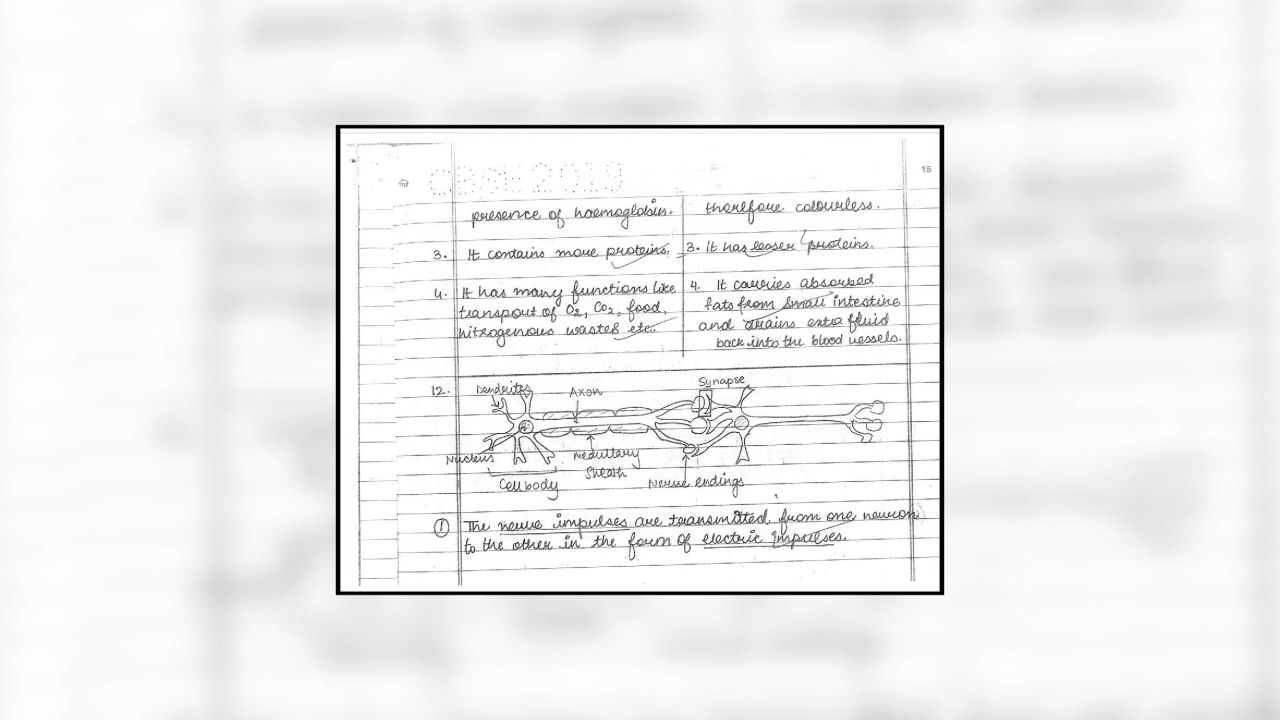 CBSE 2019
15
presence of haemoglobin.
therefore colourless.
3. It contains more proteins.
3. It has lesser proteins.
4. It has many functions like
transport of O2, CO2, food,
nitrogenous wastes etc.
4. It carries absorbed
fats from small intestine
and drains extra fluid
back into the blood vessels.
12.
Dendrites
Axon
Synapse
Nucleus
Medullary
Sheath
Cell body
Nerve endings
① The nerve impulses are transmitted from one neuron
to the other in the form of electric impulses.